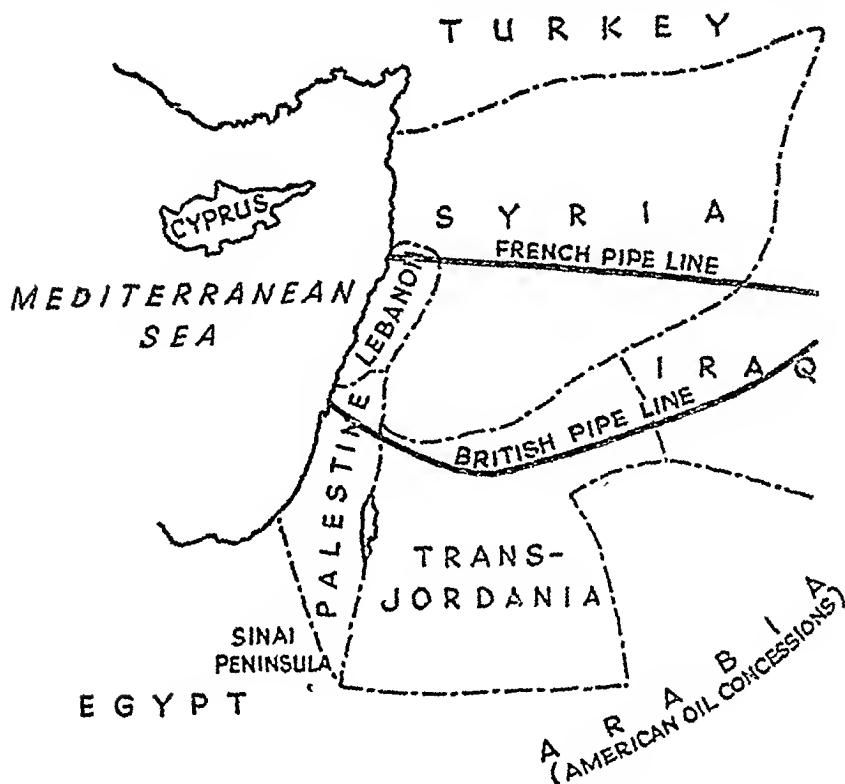 TURKEY
CYPRUS
SYRIA
FRENCH PIPE LINE
MEDITERRANEAN
SEA
LEBANON
IRAQ
BRITISH PIPE LINE
PALESTINE
TRANS-
JORDANIA
SINAI
PENINSULA
EGYPT
ARABIA
(AMERICAN OIL CONCESSIONS)